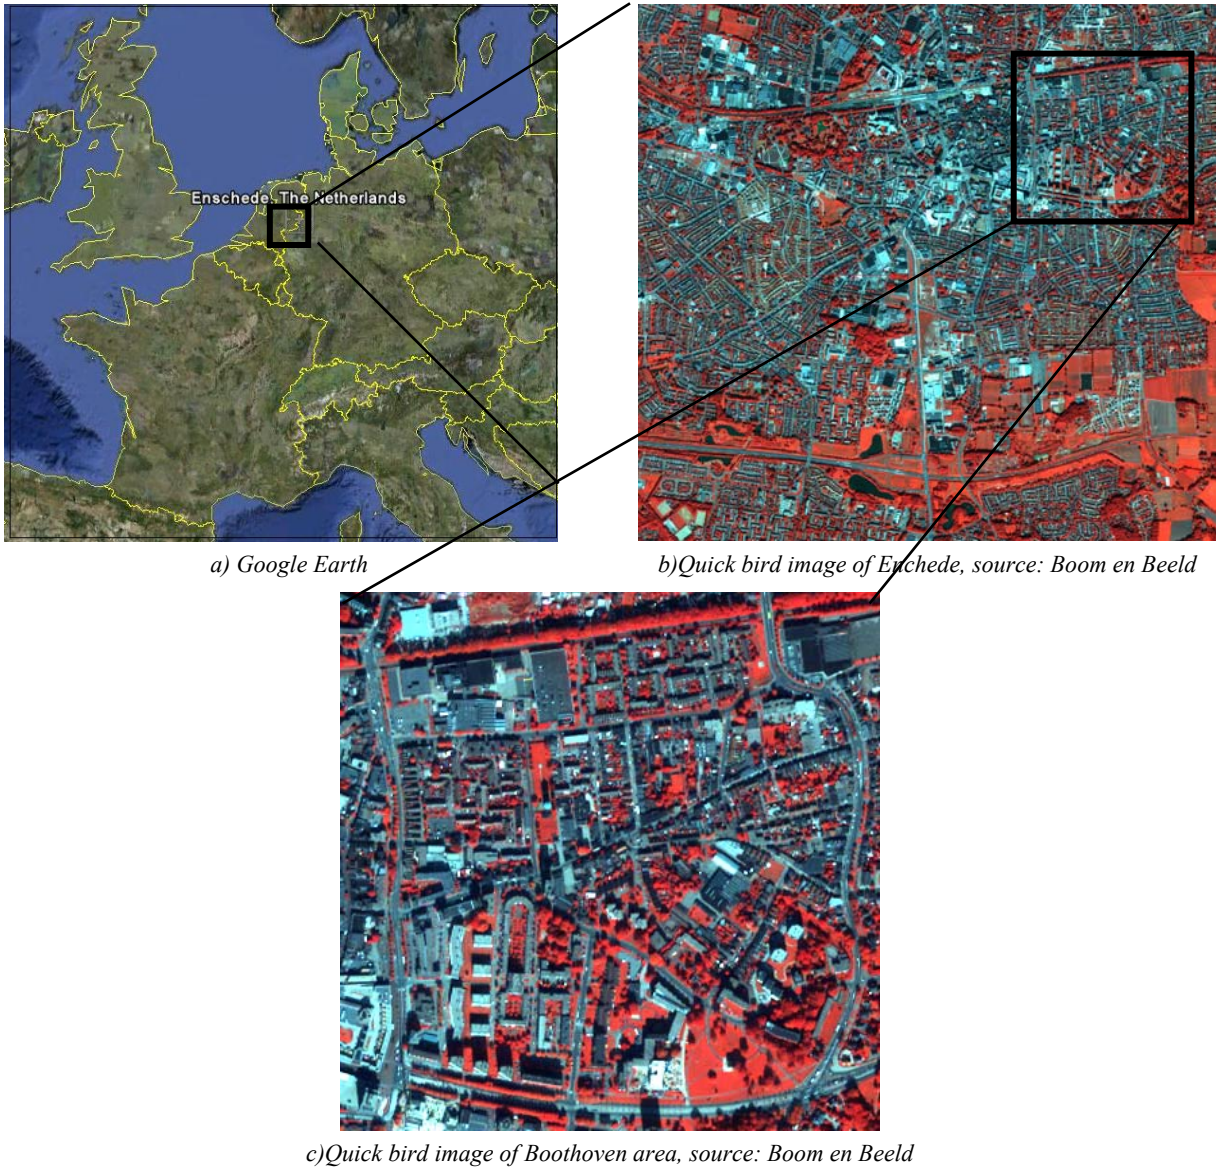 Enschede, The Netherlands
a) Google Earth
b)Quick bird image of Enchede, source: Boom en Beeld
c)Quick bird image of Boothoven area, source: Boom en Beeld